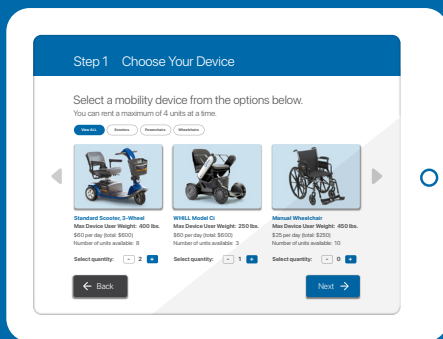 Step 1 Choose Your Device
Select a mobility device from the options below.
You can rent a maximum of 4 units at a time.
View ALL Scooters Powerchairs Wheelchairs
Standard Scooter, 3-Wheel
Max Device User Weight: 400 lbs.
$60 per day (total: $600)
Number of units available: 8
Select quantity: - 2 +
WHILL Model Ci
Max Device User Weight: 250 lbs.
$60 per day (total: $600)
Number of units available: 3
Select quantity: - 1 +
Manual Wheelchair
Max Device User Weight: 450 lbs.
$25 per day (total: $250)
Number of units available: 10
Select quantity: - 0 +
← Back
Next →